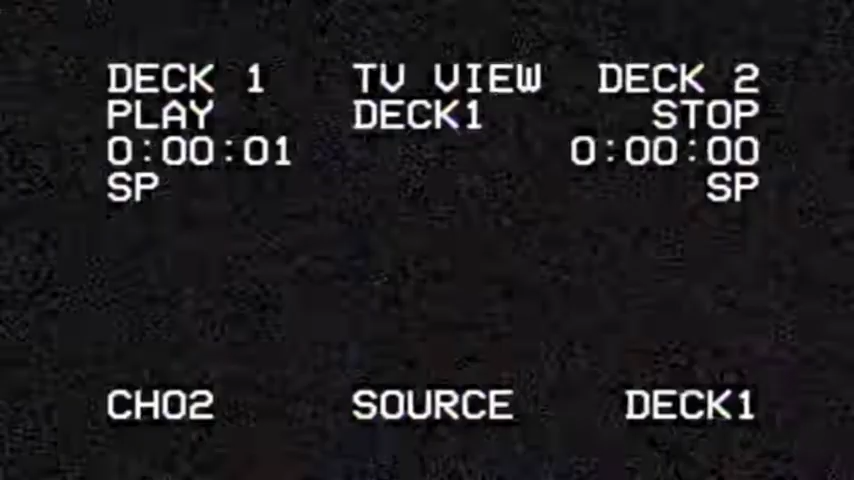 DECK 1 TV VIEW DECK 2
PLAY DECK1 STOP
0:00:01 0:00:00
SP SP
CH02 SOURCE DECK1